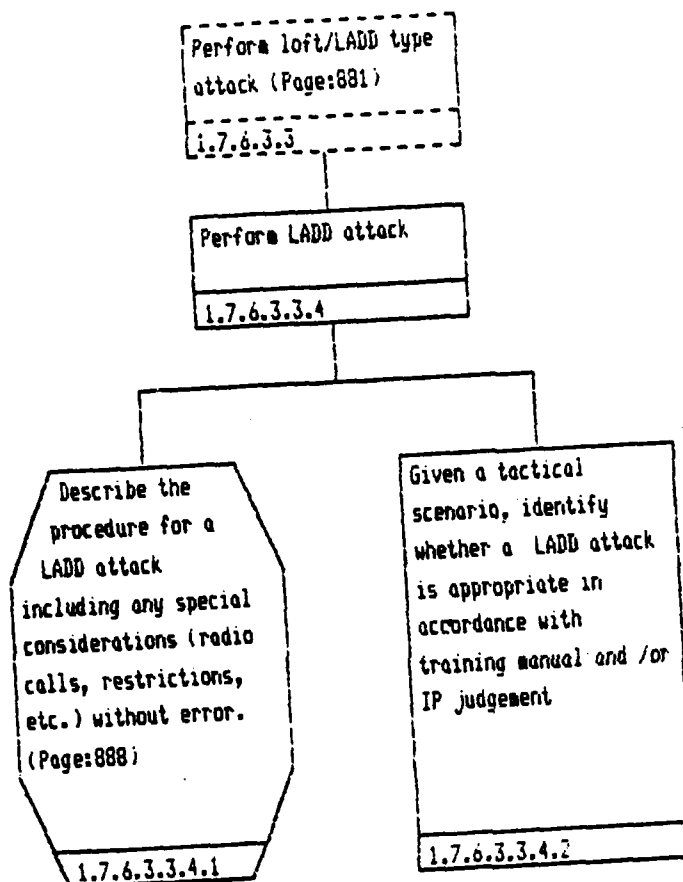 Perform loft/LADD type
attack (Page:881)
1.7.6.3.3
Perform LADD attack
1.7.6.3.3.4
Describe the
procedure for a
LADD attack
including any special
considerations (radio
calls, restrictions,
etc.) without error.
(Page:888)
1.7.6.3.3.4.1
Given a tactical
scenario, identify
whether a LADD attack
is appropriate in
accordance with
training manual and /or
IP judgement
1.7.6.3.3.4.2